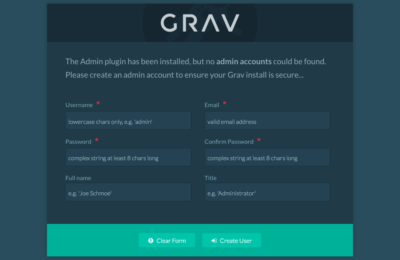 GRAV
The Admin plugin has been installed, but no admin accounts could be found.
Please create an admin account to ensure your Grav install is secure...
Username *
Email *
lowercase chars only, e.g. 'admin'
valid email address
Password *
Confirm Password *
complex string at least 8 chars long
complex string at least 8 chars long
Full name
Title
e.g. 'Joe Schmoe'
e.g. 'Administrator'
Clear Form
Create User